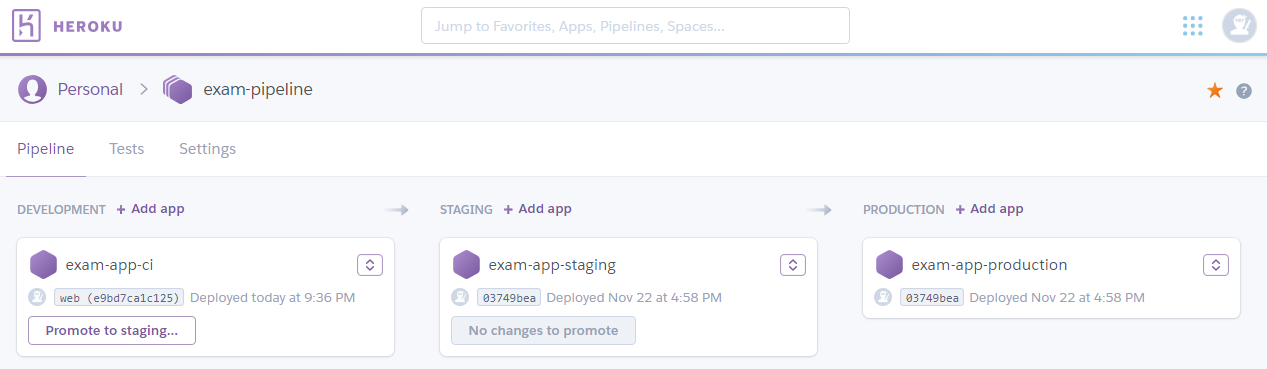 HEROKU
Jump to Favorites, Apps, Pipelines, Spaces...
Personal > exam-pipeline
?
Pipeline Tests Settings
DEVELOPMENT + Add app
exam-app-ci
web (e9bd7ca1c125) Deployed today at 9:36 PM
Promote to staging...
STAGING + Add app
exam-app-staging
03749bea Deployed Nov 22 at 4:58 PM
No changes to promote
PRODUCTION + Add app
exam-app-production
03749bea Deployed Nov 22 at 4:58 PM